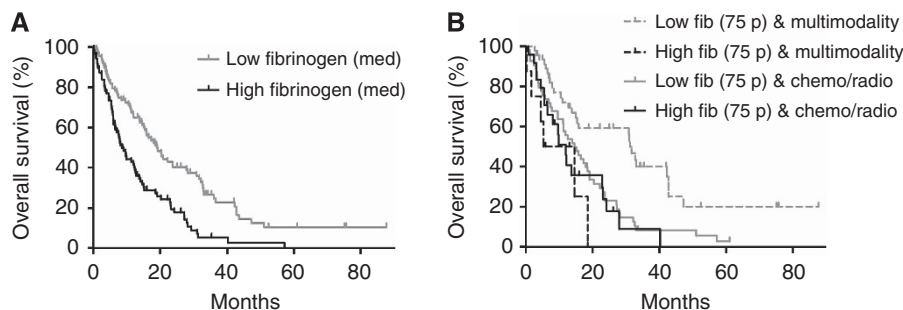 A
Overall survival (%)
100
80
60
40
20
0
0 20 40 60 80
Months
Low fibrinogen (med)
High fibrinogen (med)
B
Overall survival (%)
100
80
60
40
20
0
0 20 40 60 80
Months
Low fib (75 p) & multimodality
High fib (75 p) & multimodality
Low fib (75 p) & chemo/radio
High fib (75 p) & chemo/radio